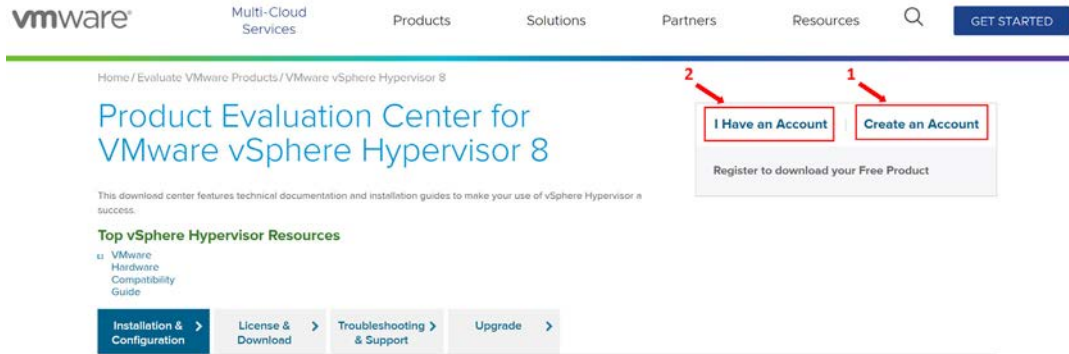 vmware®
Multi-Cloud
Services
Products
Solutions
Partners
Resources
GET STARTED
Home / Evaluate VMware Products / VMware vSphere Hypervisor 8
2
1
Product Evaluation Center for
VMware vSphere Hypervisor 8
I Have an Account
Create an Account
Register to download your Free Product
This download center features technical documentation and installation guides to make your use of vSphere Hypervisor a
success.
Top vSphere Hypervisor Resources
VMware
Hardware
Compatibility
Guide
Installation &
Configuration
License &
Download
Troubleshooting
& Support
Upgrade